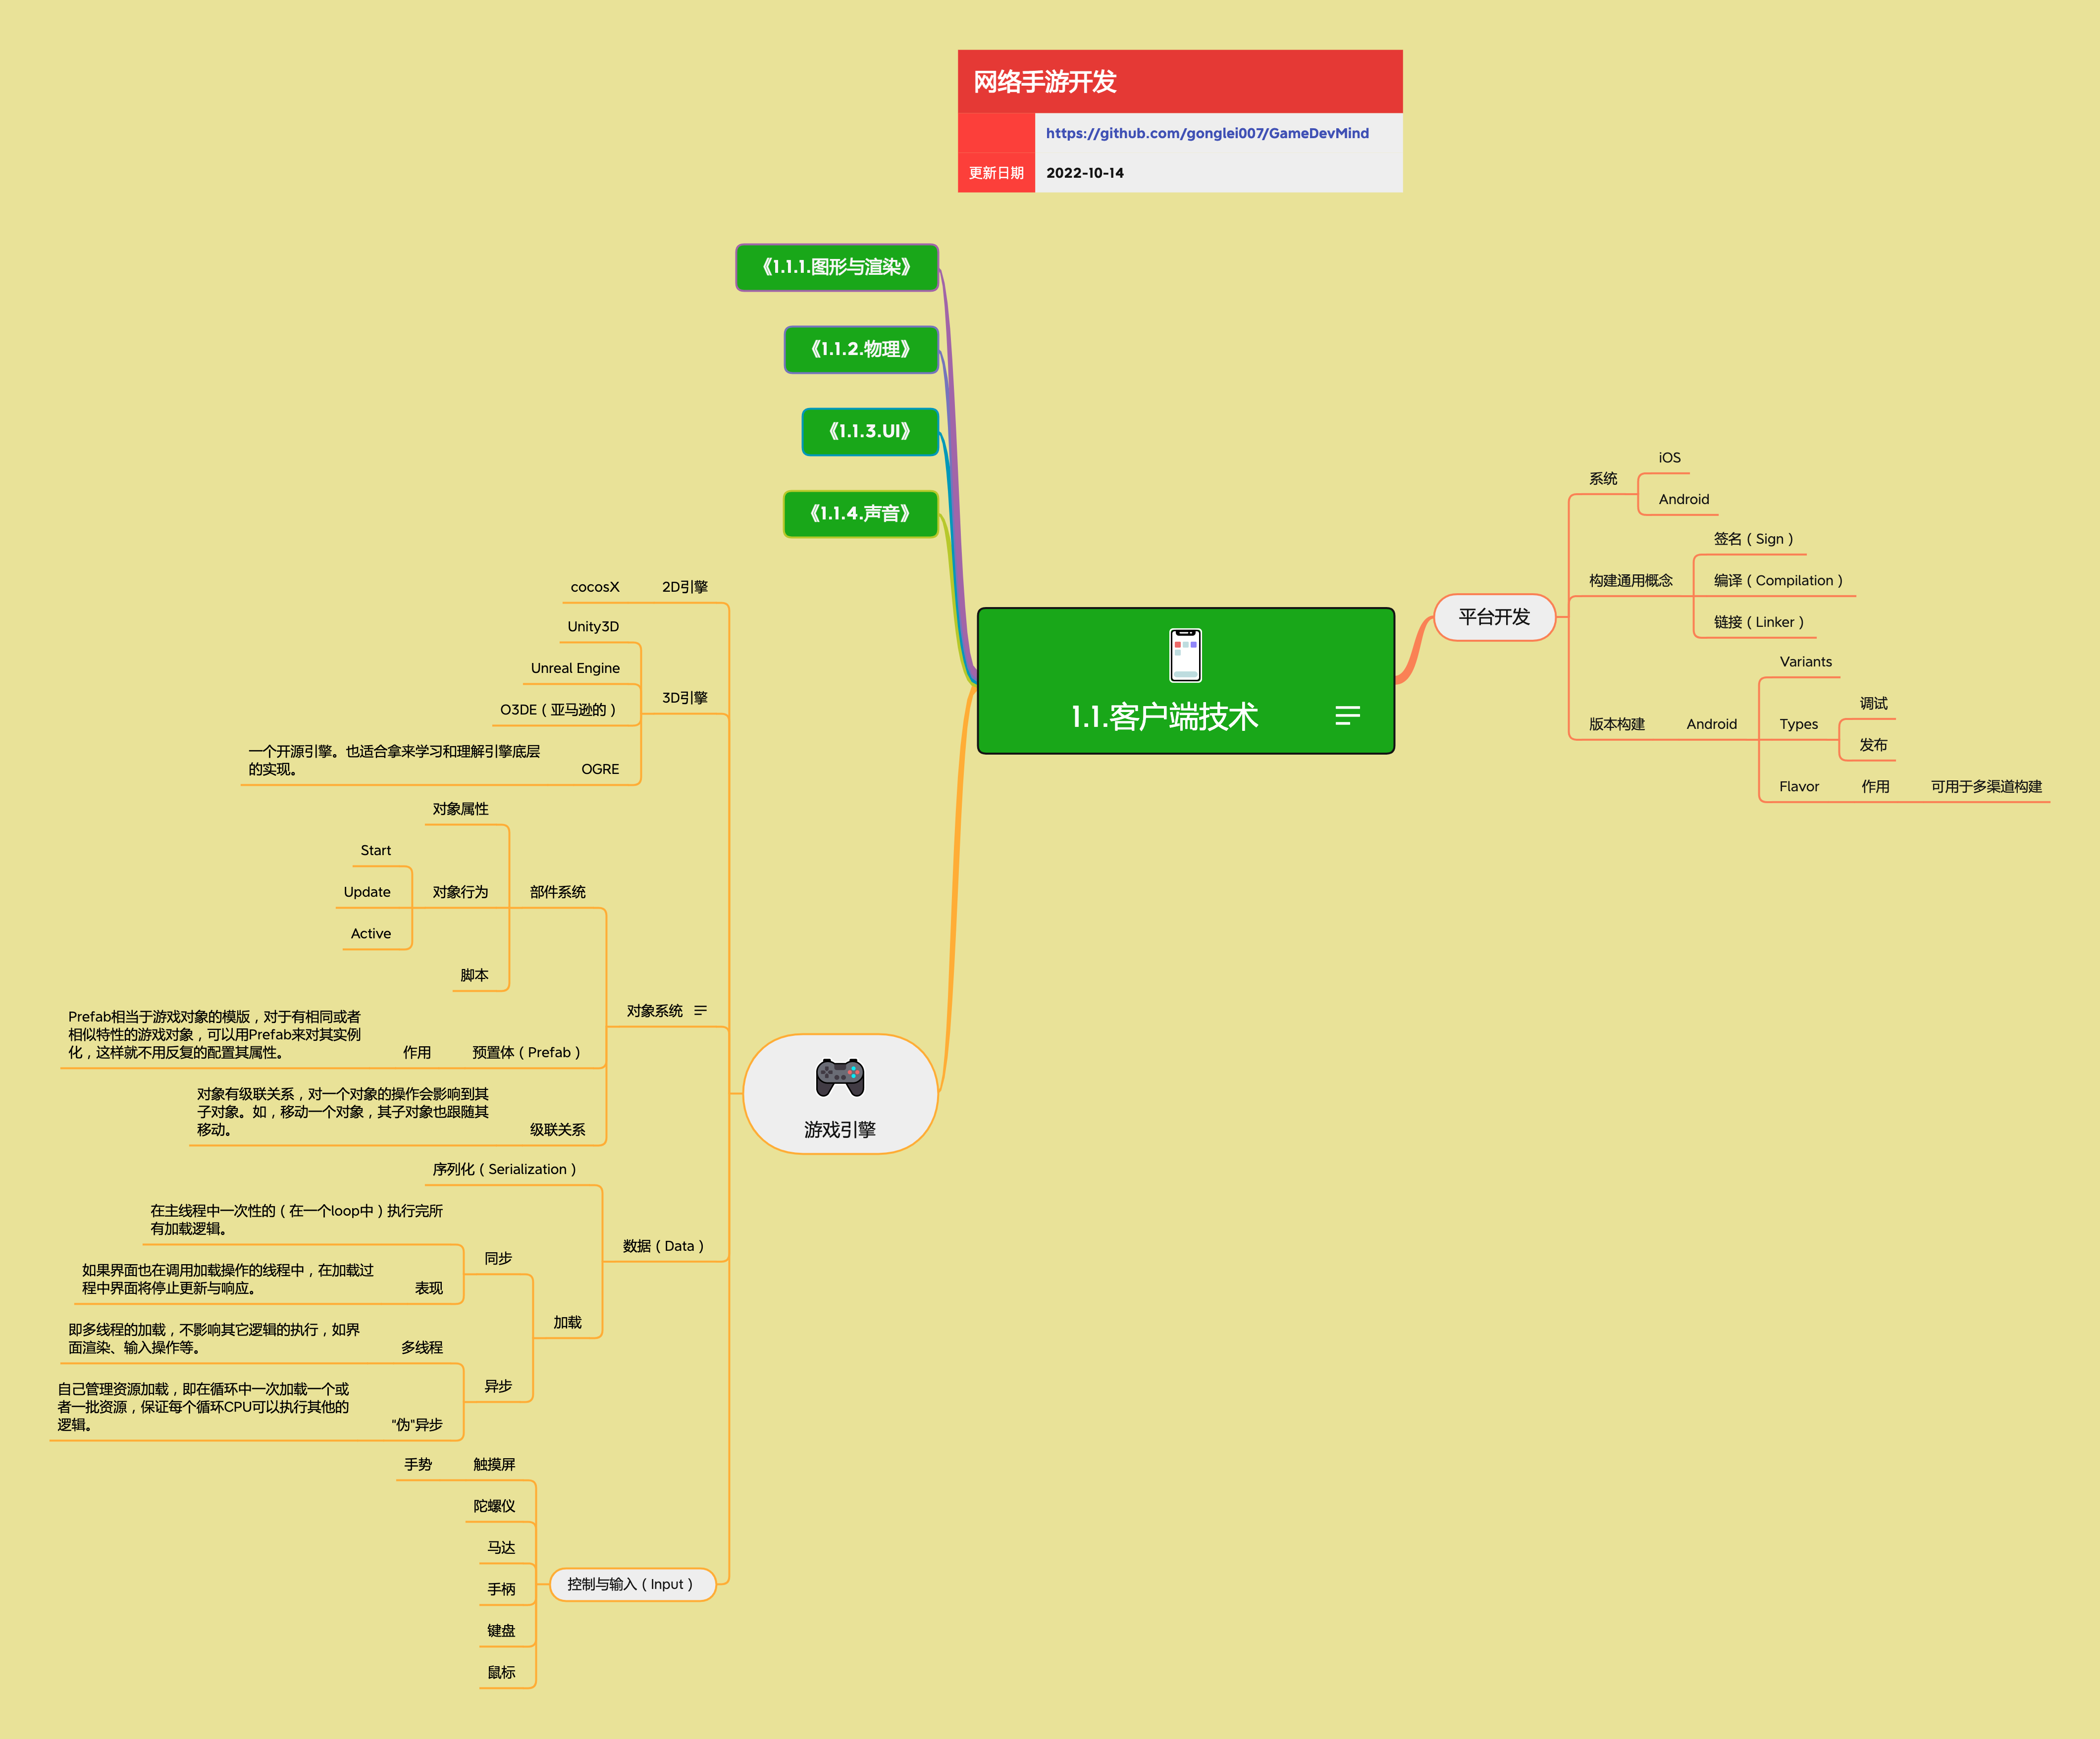 网络手游开发
https://github.com/gonglei007/GameDevMind
更新日期
2022-10-14
《1.1.1.图形与渲染》
《1.1.2.物理》
《1.1.3.UI》
《1.1.4.声音》
1.1.客户端技术
平台开发
系统
iOS
Android
构建通用概念
签名（Sign）
编译（Compilation）
链接（Linker）
版本构建
Android
Variants
Types
调试
发布
Flavor
作用
可用于多渠道构建
游戏引擎
2D引擎
cocosX
3D引擎
Unity3D
Unreal Engine
O3DE（亚马逊的）
OGRE
一个开源引擎。也适合拿来学习和理解引擎底层
的实现。
对象系统
部件系统
对象属性
对象行为
Start
Update
Active
脚本
预置体（Prefab）
作用
Prefab相当于游戏对象的模版，对于有相同或者
相似特性的游戏对象，可以用Prefab来对其实例
化，这样就不用反复的配置其属性。
级联关系
对象有级联关系，对一个对象的操作会影响到其
子对象。如，移动一个对象，其子对象也跟随其
移动。
数据（Data）
序列化（Serialization）
加载
同步
在主线程中一次性的（在一个loop中）执行完所
有加载逻辑。
表现
如果界面也在调用加载操作的线程中，在加载过
程中界面将停止更新与响应。
异步
多线程
即多线程的加载，不影响其它逻辑的执行，如界
面渲染、输入操作等。
"伪"异步
自己管理资源加载，即在循环中一次加载一个或
者一批资源，保证每个循环CPU可以执行其他的
逻辑。
控制与输入（Input）
触摸屏
手势
陀螺仪
马达
手柄
键盘
鼠标